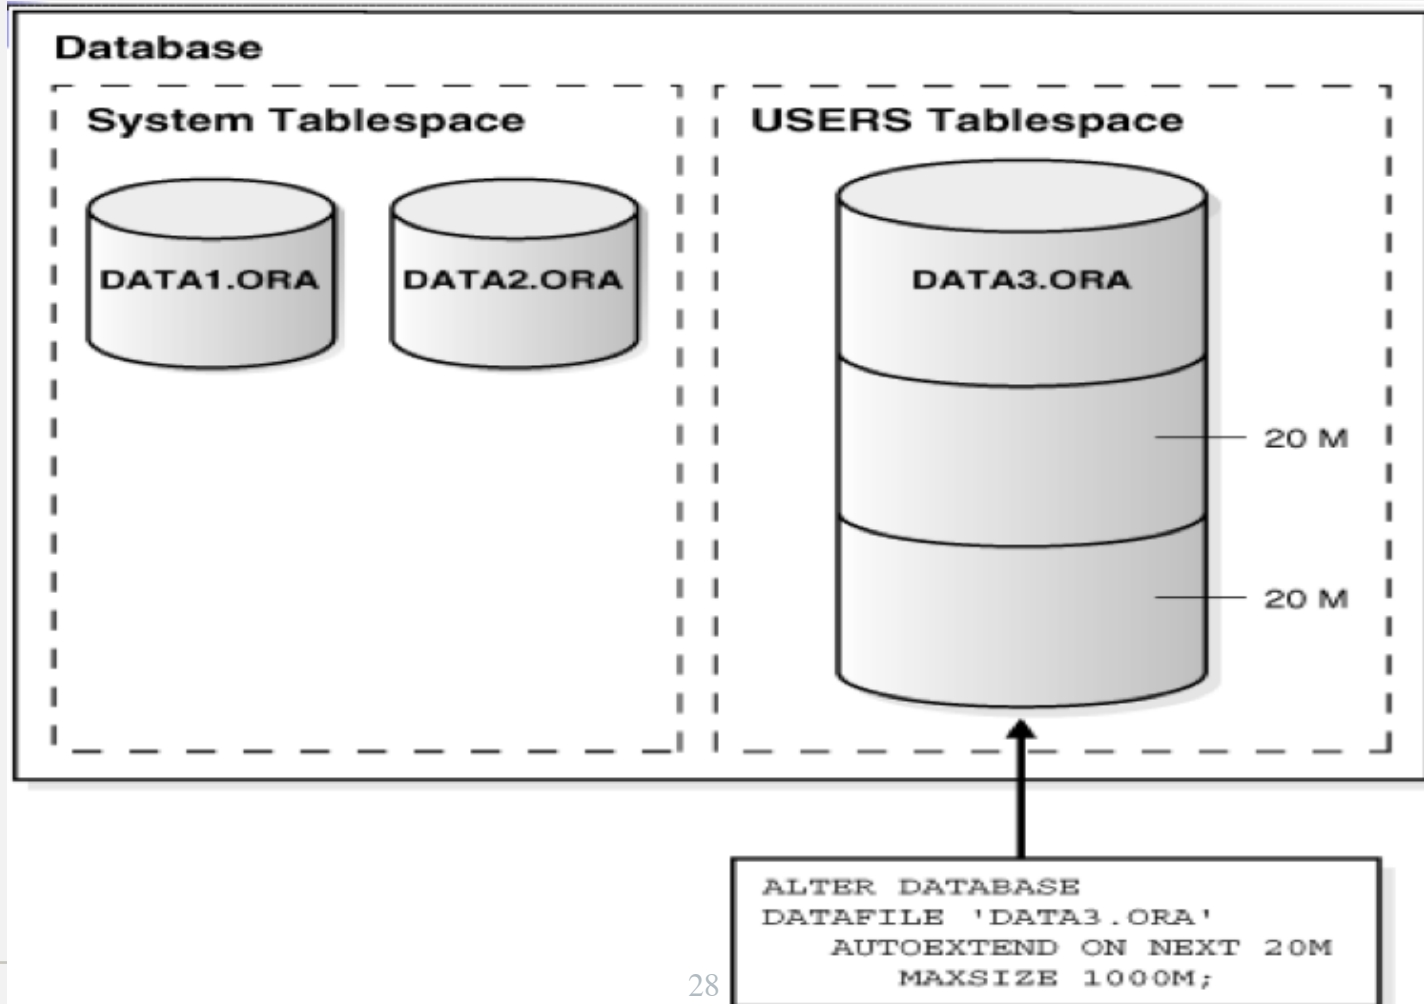 Database
System Tablespace
USERS Tablespace
DATA1.ORA
DATA2.ORA
DATA3.ORA
20 M
20 M
ALTER DATABASE
DATAFILE 'DATA3.ORA'
AUTOEXTEND ON NEXT 20M
MAXSIZE 1000M;
28